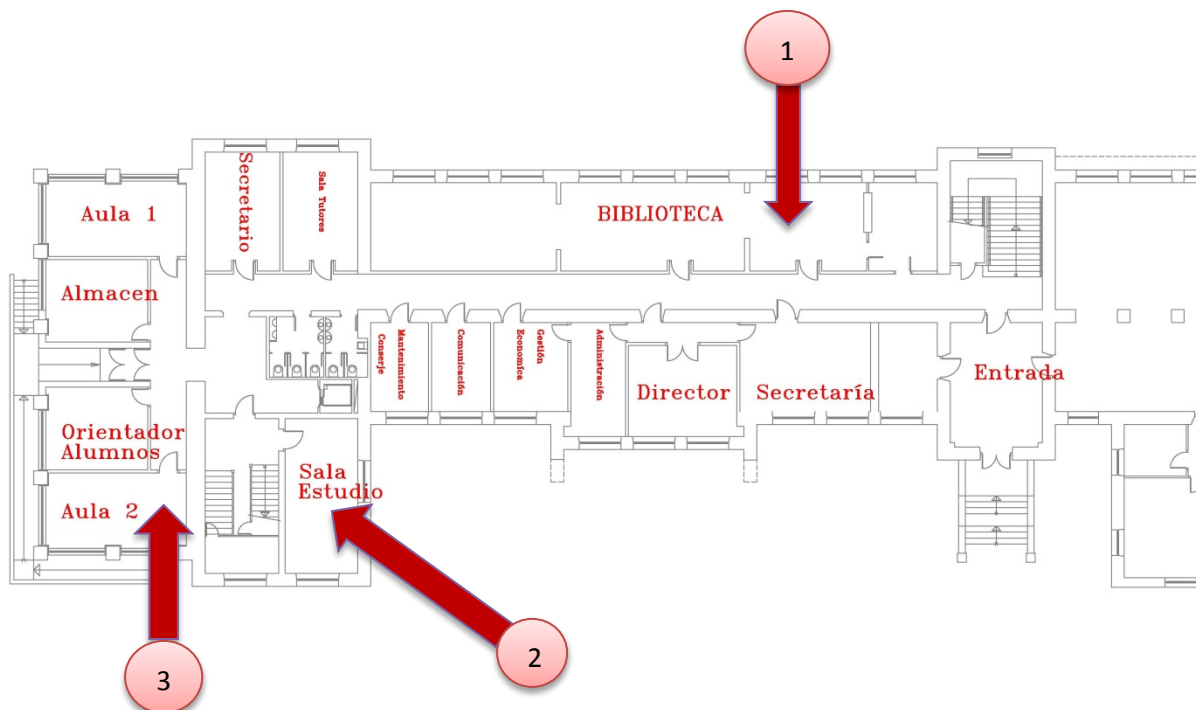 1
Secretario
Sala Tutores
Aula 1
BIBLIOTECA
Almacen
Conserje
Mantenimiento
Comunicación
Económica
Gestión
Administración
Director
Secretaría
Entrada
Orientador
Alumnos
Sala
Estudio
Aula 2
2
3